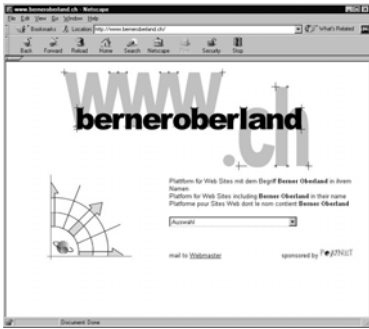 www.berneroberland.ch - Netscape
File Edit View Go Window Help
Bookmarks Location http://www.berneroberland.ch/ What's Related
Back Forward Reload Home Search Netscape Security Stop
www
berneroberland
.ch
Plattform für Web Sites mit dem Begriff Berner Oberland in ihrem
Namen
Platform for Web Sites including Berner Oberland in their name
Platforme pour Sites Web dont le nom contient Berner Oberland
Auswahl
mail to Webmaster sponsored by
Document Done